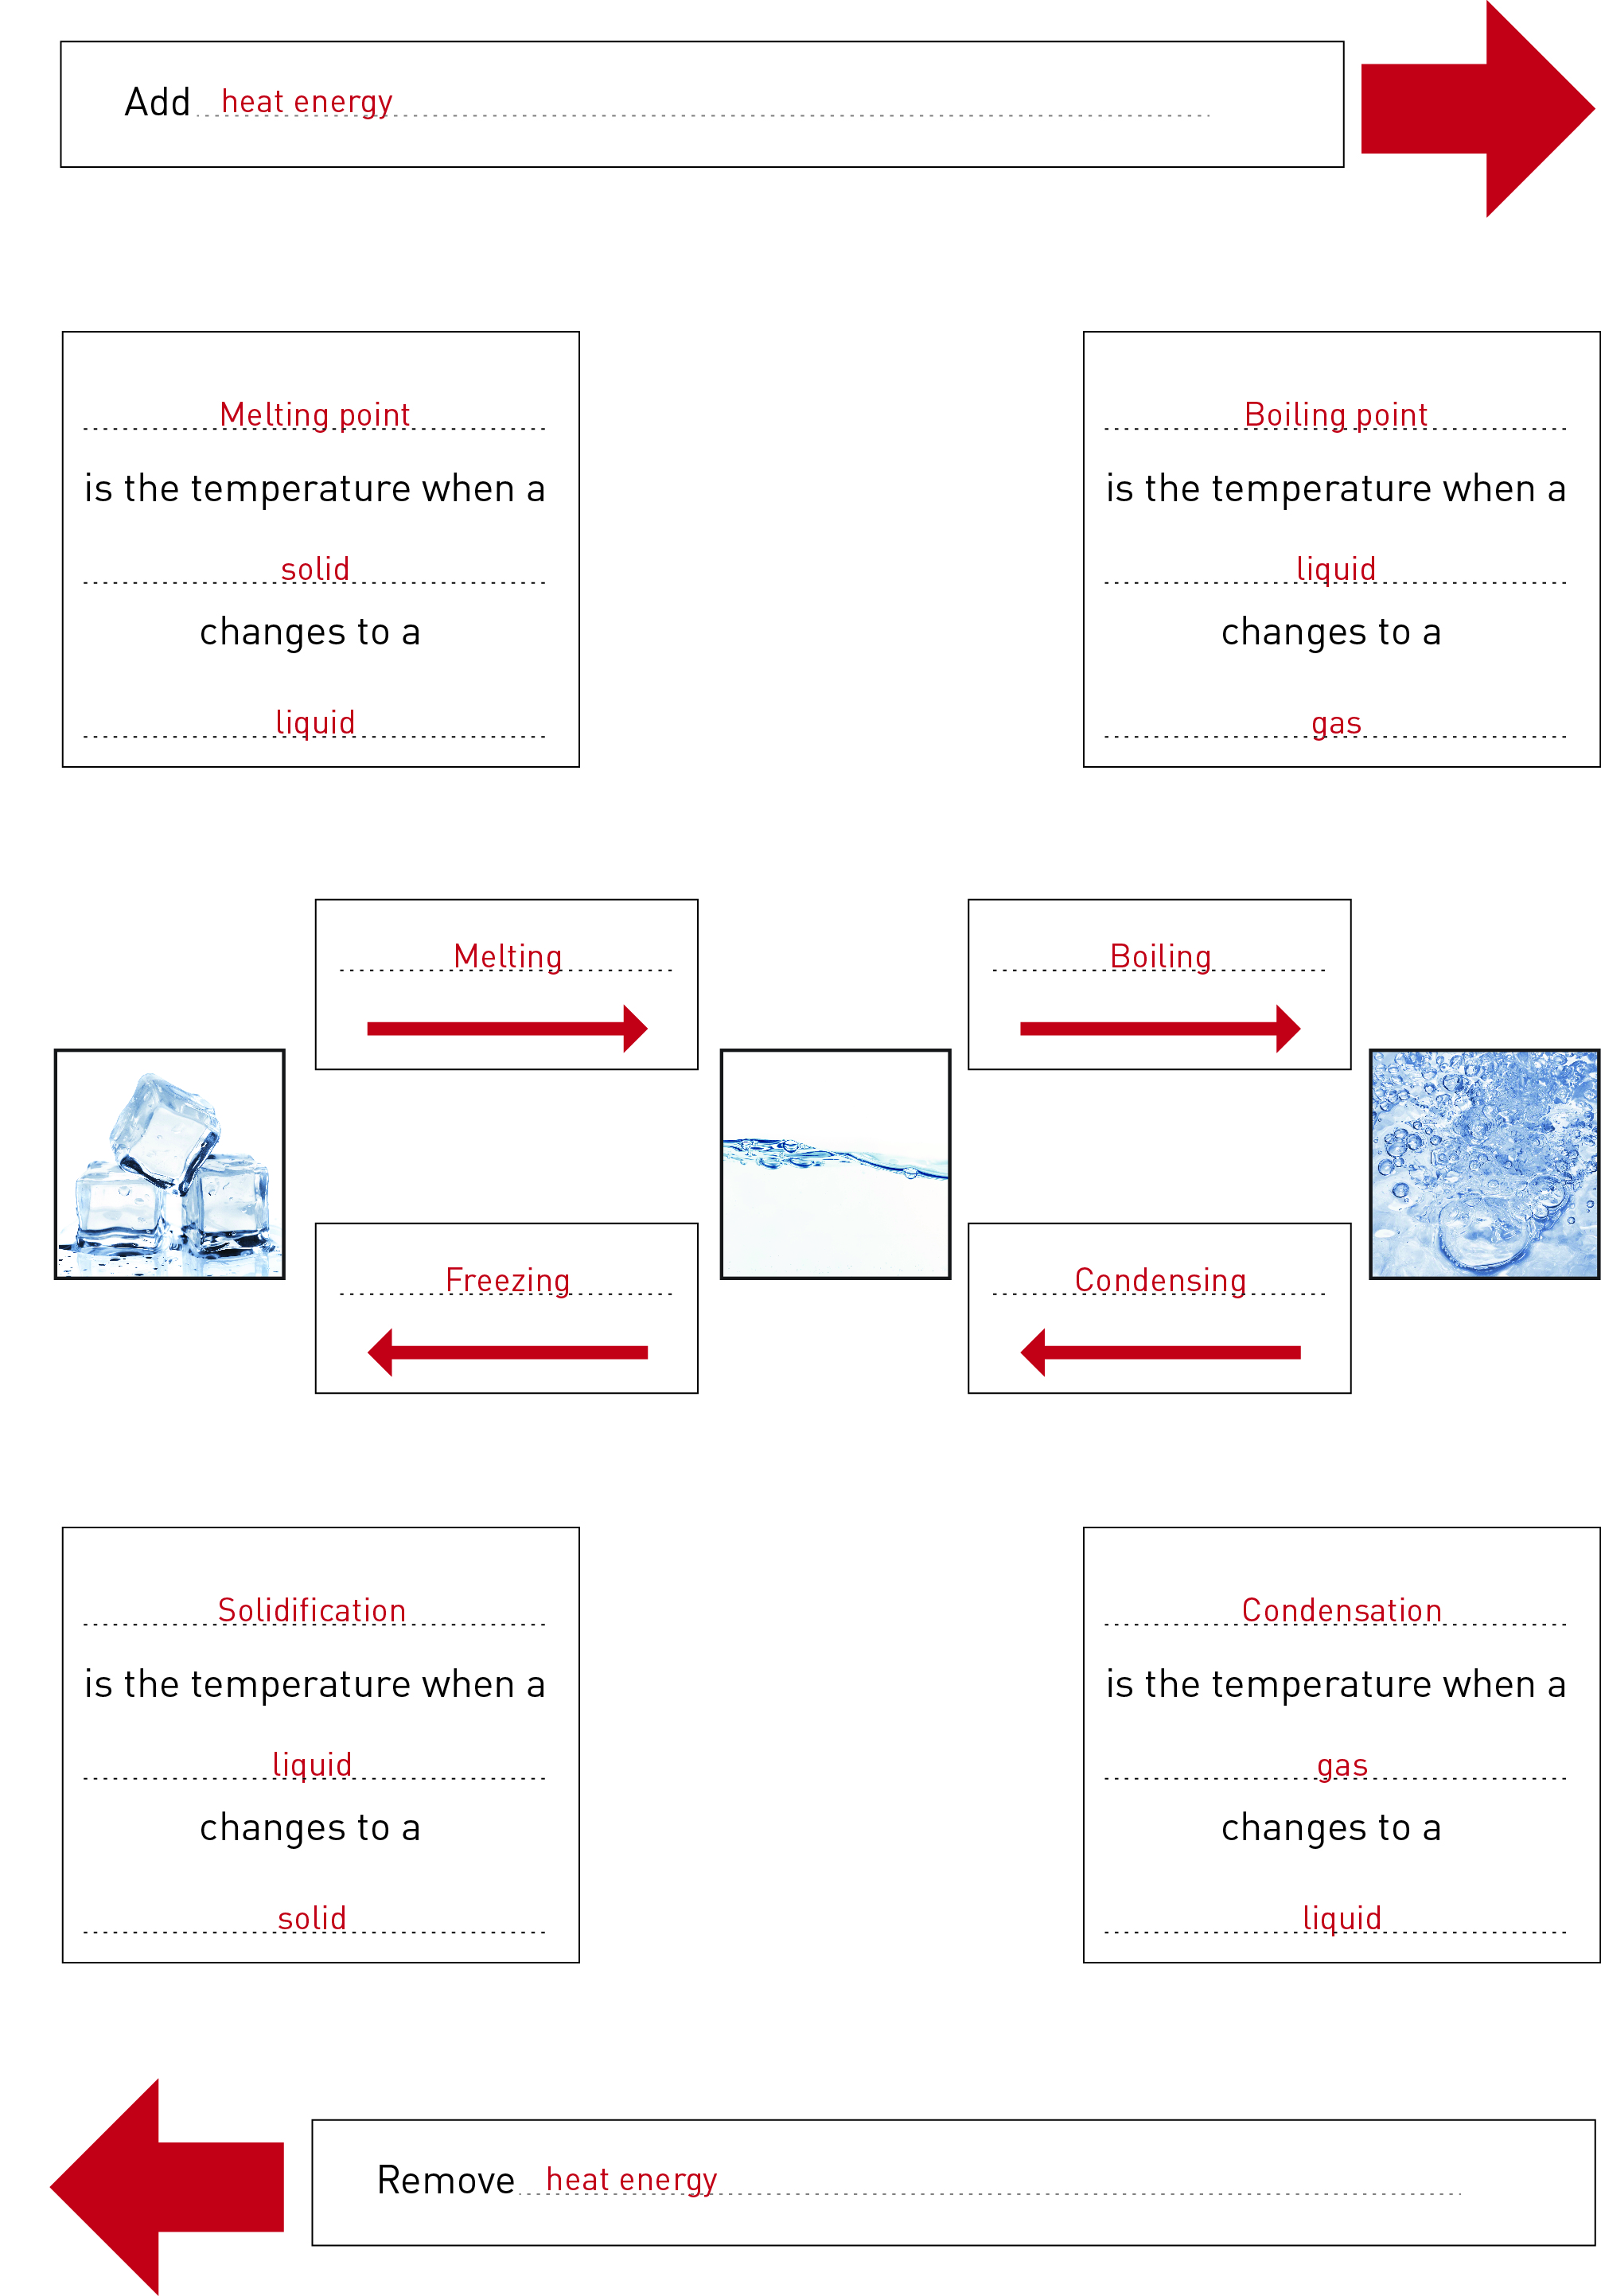 Add heat energy
Melting point
is the temperature when a
solid
changes to a
liquid
Boiling point
is the temperature when a
liquid
changes to a
gas
Melting
Boiling
Freezing
Condensing
Solidification
is the temperature when a
liquid
changes to a
solid
Condensation
is the temperature when a
gas
changes to a
liquid
Remove heat energy